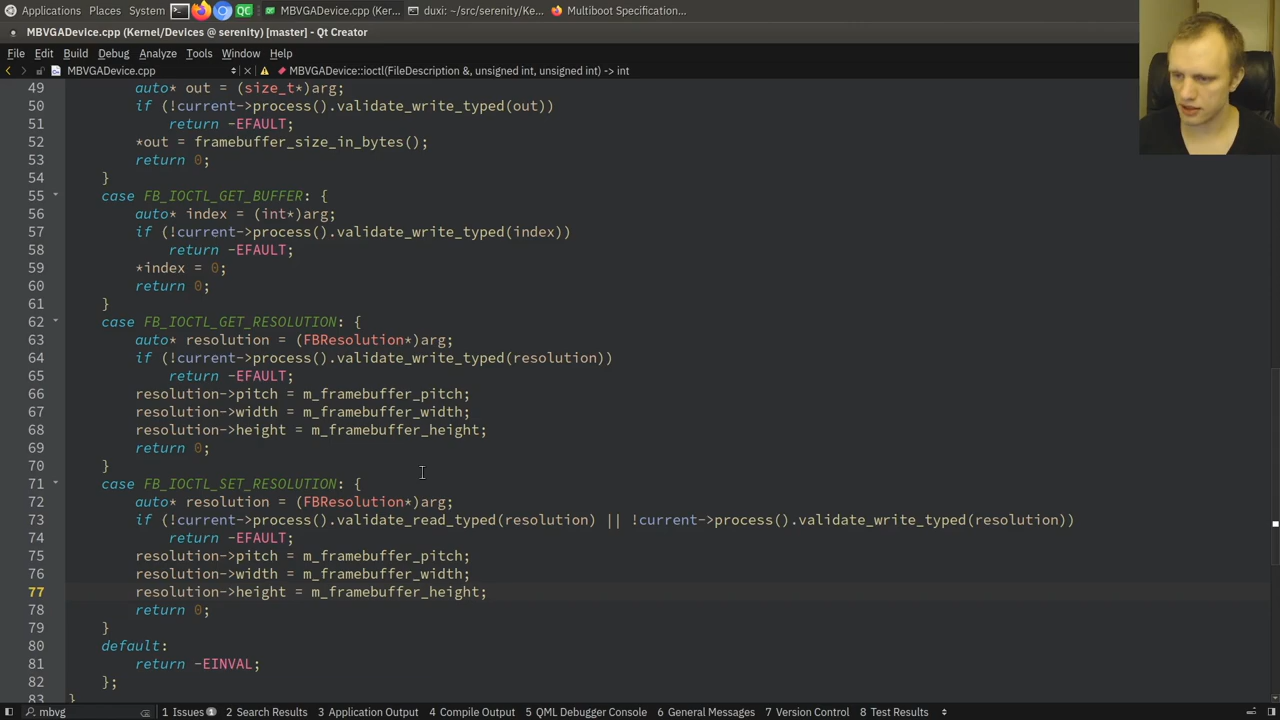 Applications Places System QC MBVGADevice.cpp (Ker... duxi: ~/src/serenity/Ke... Multiboot Specification...
MBVGADevice.cpp (Kernel/Devices @ serenity) [master] - Qt Creator
File Edit Build Debug Analyze Tools Window Help
MBVGADevice.cpp MBVGADevice::ioctl(FileDescription &, unsigned int, unsigned int) -> int
49 auto* out = (size_t*)arg;
50 if (!current->process().validate_write_typed(out))
51 return -EFAULT;
52 *out = framebuffer_size_in_bytes();
53 return 0;
54 }
55 case FB_IOCTL_GET_BUFFER: {
56 auto* index = (int*)arg;
57 if (!current->process().validate_write_typed(index))
58 return -EFAULT;
59 *index = 0;
60 return 0;
61 }
62 case FB_IOCTL_GET_RESOLUTION: {
63 auto* resolution = (FBResolution*)arg;
64 if (!current->process().validate_write_typed(resolution))
65 return -EFAULT;
66 resolution->pitch = m_framebuffer_pitch;
67 resolution->width = m_framebuffer_width;
68 resolution->height = m_framebuffer_height;
69 return 0;
70 }
71 case FB_IOCTL_SET_RESOLUTION: {
72 auto* resolution = (FBResolution*)arg;
73 if (!current->process().validate_read_typed(resolution) || !current->process().validate_write_typed(resolution))
74 return -EFAULT;
75 resolution->pitch = m_framebuffer_pitch;
76 resolution->width = m_framebuffer_width;
77 resolution->height = m_framebuffer_height;
78 return 0;
79 }
80 default:
81 return -EINVAL;
82 };
83 }
mbvg 1 Issues 1 2 Search Results 3 Application Output 4 Compile Output 5 QML Debugger Console 6 General Messages 7 Version Control 8 Test Results